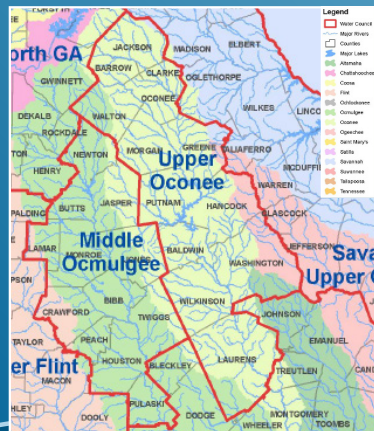 FORSYTH
JACKSON
MADISON
ELBERT
orth GA
BARROW
CLARKE
OGLETHORPE
GWINNETT
OCONEE
WILKES
LINCO
DEKALB
WALTON
ROCKDALE
GREENE
TALIAFERRO
NEWTON
MORGAN
Upper
Oconee
MCDUFFI
TON
HENRY
WARREN
BUTTS
JASPER
PUTNAM
HANCOCK
PALDING
GLASCOCK
Middle
Ocmulgee
LAMAR
MONROE
JONES
BALDWIN
JEFFERSON
Sava
Upper O
WASHINGTON
PSON
BIBB
WILKINSON
CRAWFORD
TWIGGS
JOHNSON
TAYLOR
PEACH
EMANUEL
er Flint
HOUSTON
BLECKLEY
LAURENS
TREUTLEN
CAN
MACON
PULASKI
HLEY
DOOLY
DODGE
MONTGOMERY
WHEELER
TOOMBS
Legend
Water Council
Major Rivers
Counties
Major Lakes
Altamaha
Chattahoochee
Coosa
Flint
Ochlockonee
Ocmulgee
Oconee
Ogeechee
Saint Mary's
Satilla
Savannah
Suwannee
Tallapoosa
Tennessee